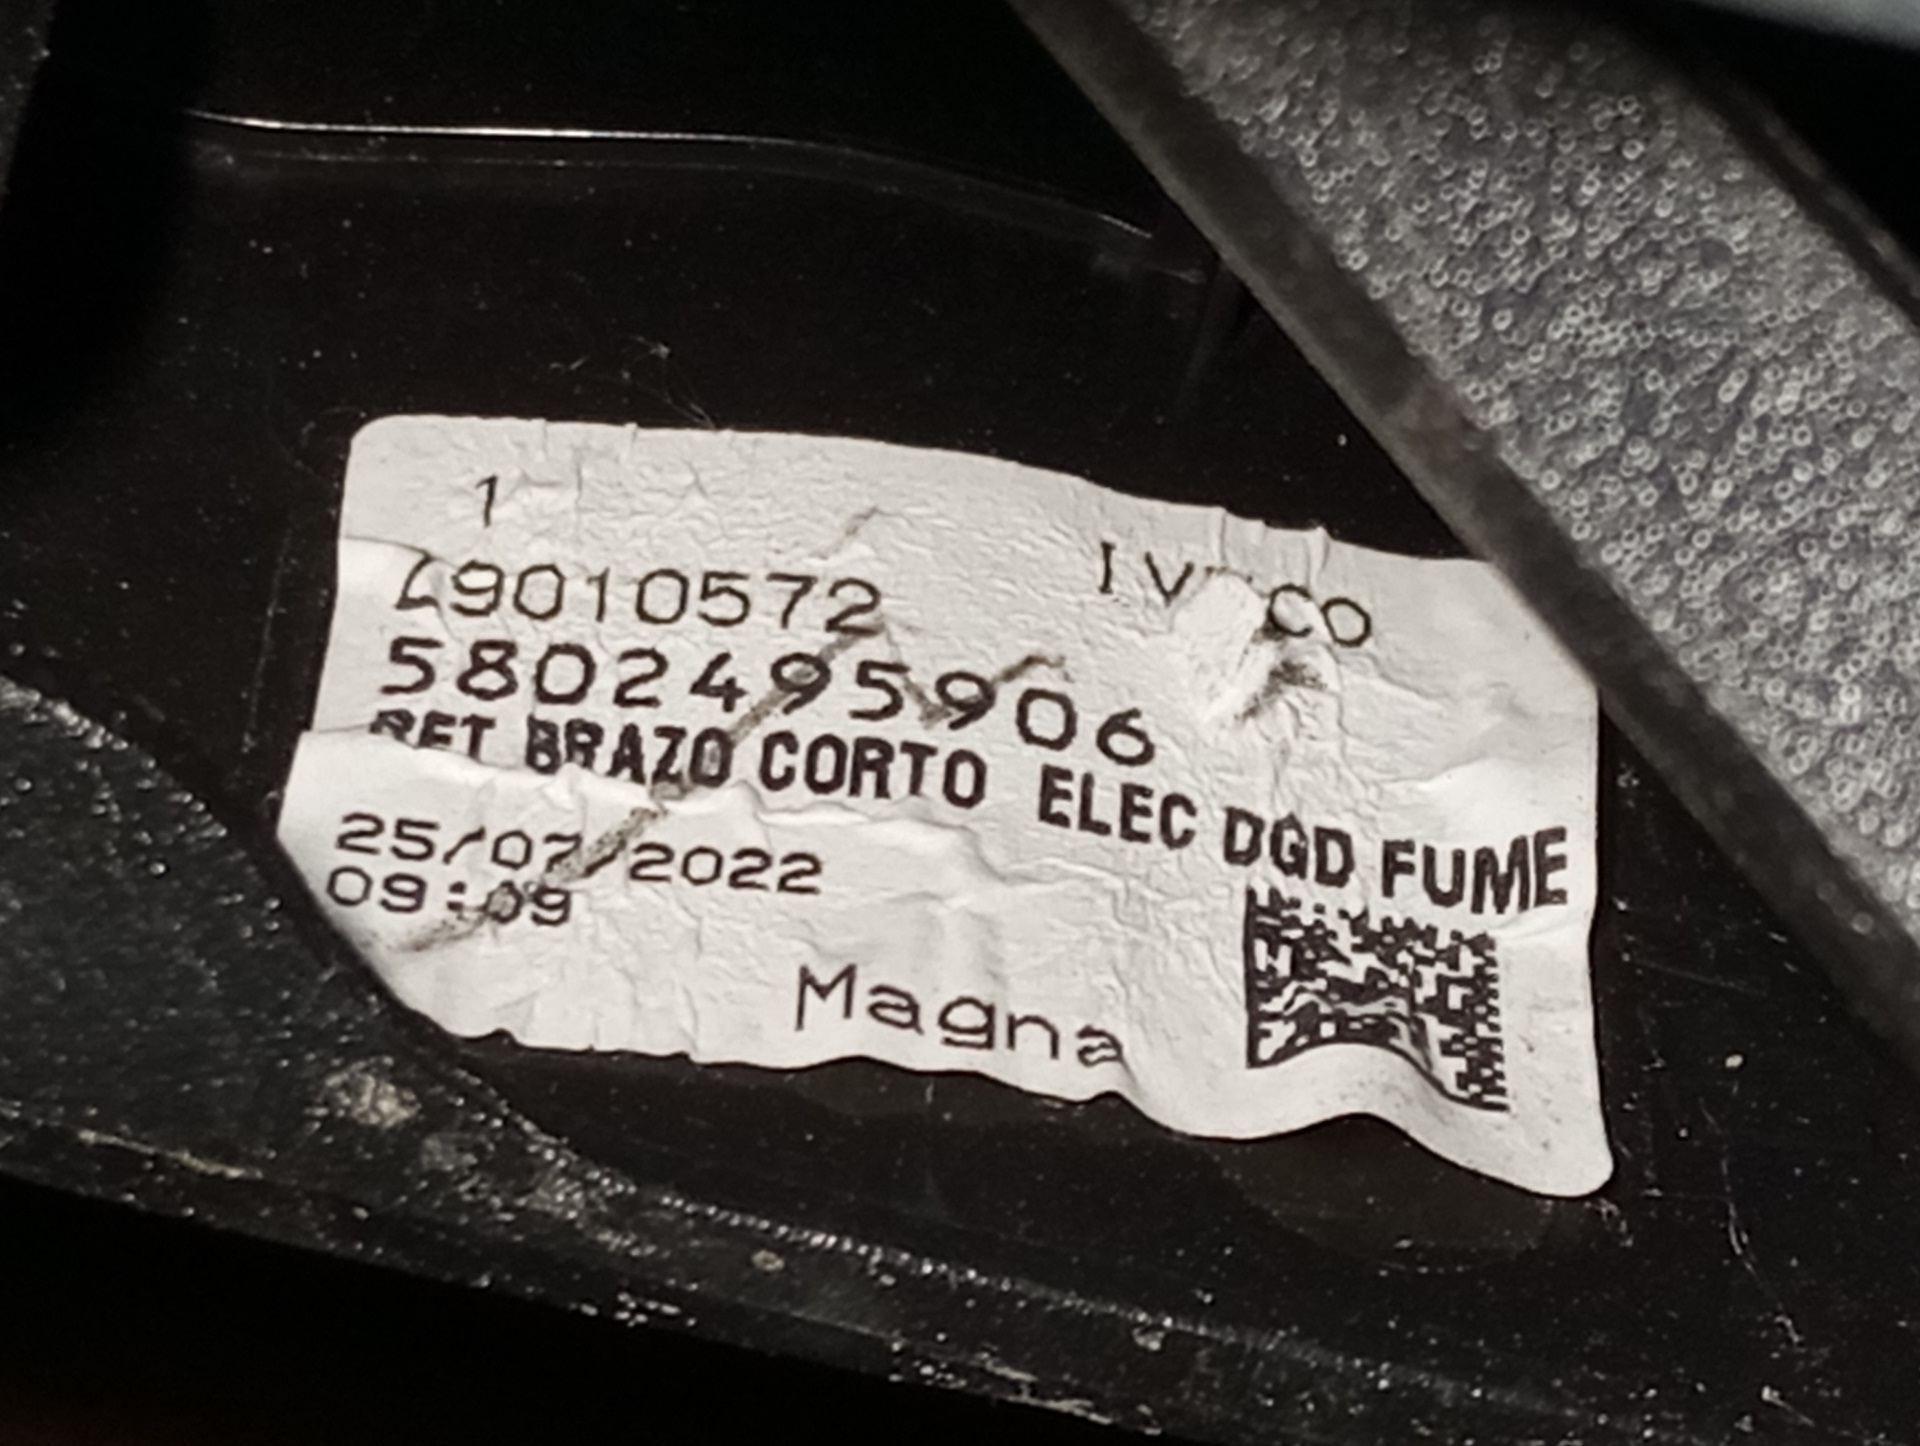 1
49010572 IVECO
5802495906
RET BRAZO CORTO ELEC DGD FUME
25/07/2022
09:09
Magna